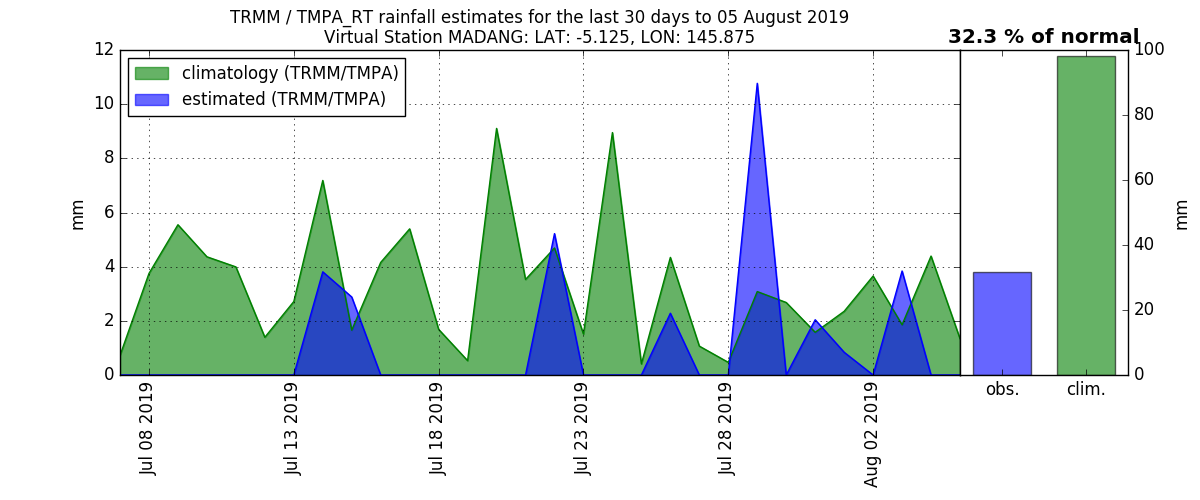 TRMM / TMPA_RT rainfall estimates for the last 30 days to 05 August 2019
Virtual Station MADANG: LAT: -5.125, LON: 145.875
32.3 % of normal
climatology (TRMM/TMPA)
estimated (TRMM/TMPA)
mm
12
10
8
6
4
2
0
Jul 08 2019
Jul 13 2019
Jul 18 2019
Jul 23 2019
Jul 28 2019
Aug 02 2019
obs.
clim.
100
80
60
40
20
0
mm